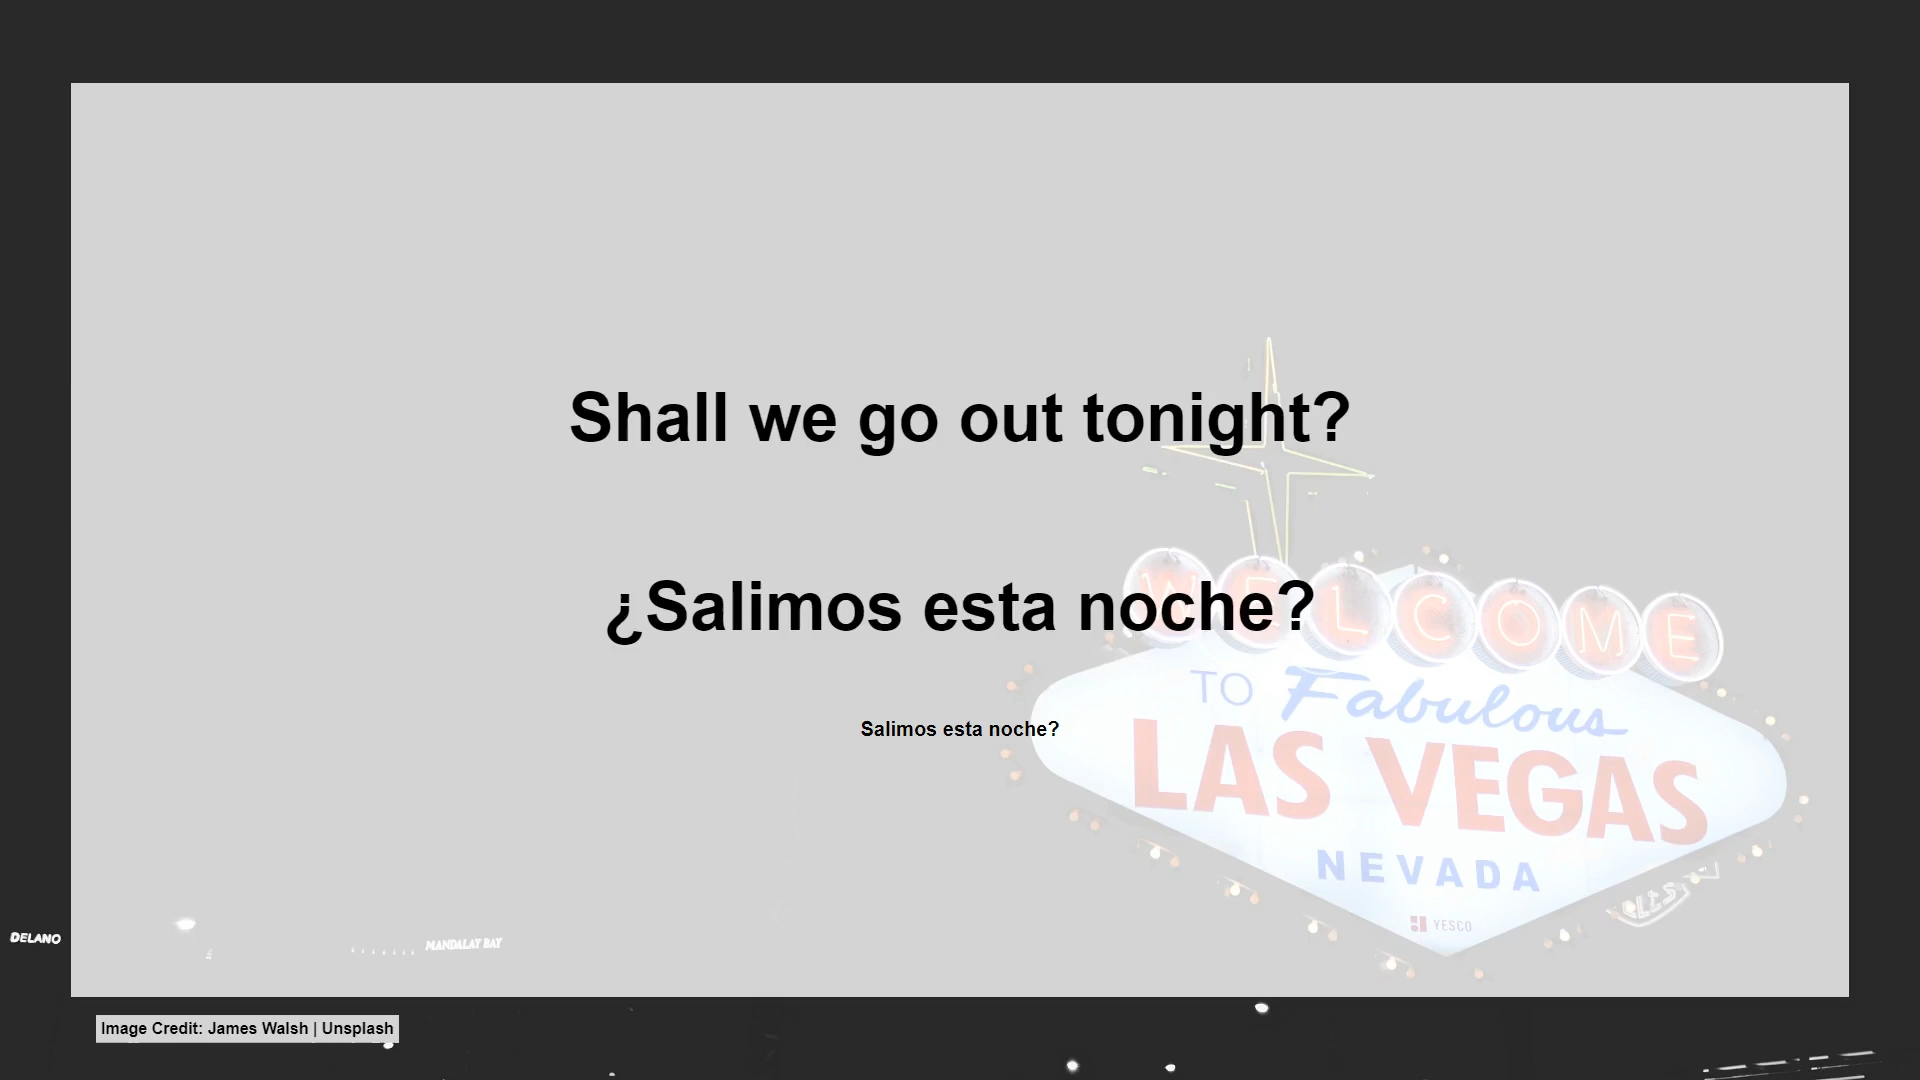 Shall we go out tonight?
¿Salimos esta noche?
Salimos esta noche?
WELCOME
TO Fabulous
LAS VEGAS
NEVADA
YESCO
DELANO
MANDALAY BAY
Image Credit: James Walsh | Unsplash